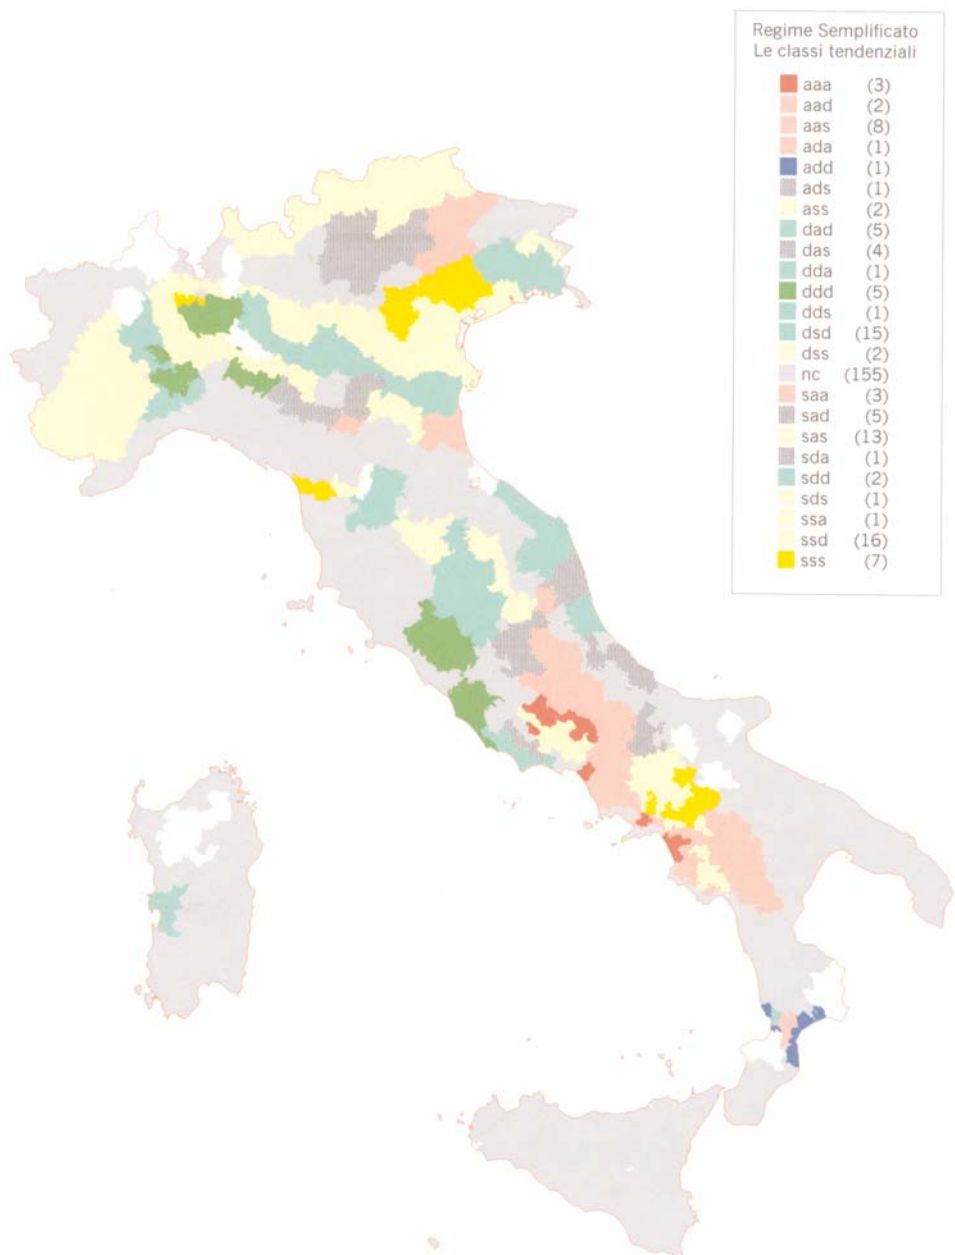 Regime Semplificato
Le classi tendenziali
aaa (3)
aad (2)
aas (8)
ada (1)
add (1)
ads (1)
ass (2)
dad (5)
das (4)
dda (1)
ddd (5)
dds (1)
dsd (15)
dss (2)
nc (155)
saa (3)
sad (5)
sas (13)
sda (1)
sdd (2)
sds (1)
ssa (1)
ssd (16)
sss (7)